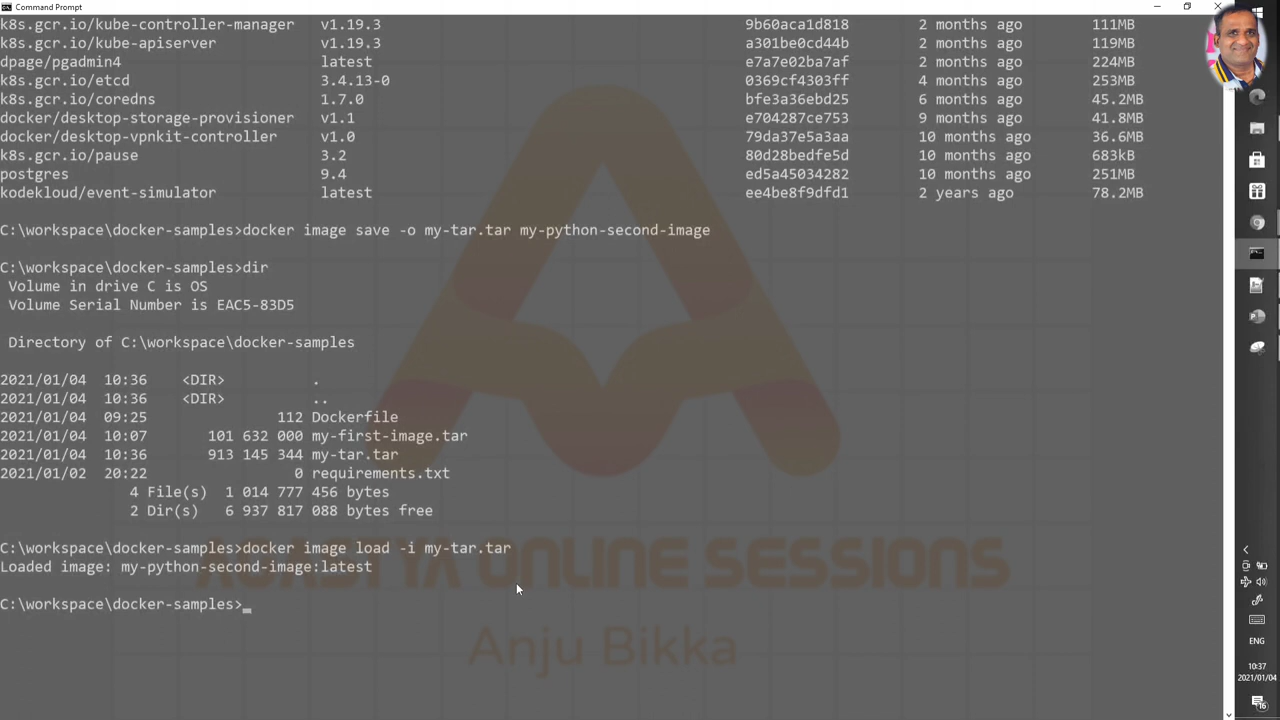 Command Prompt
k8s.gcr.io/kube-controller-manager v1.19.3 9b60aca1d818 2 months ago 111MB
k8s.gcr.io/kube-apiserver v1.19.3 a301be0cd44b 2 months ago 119MB
dpage/pgadmin4 latest e7a7e02ba7af 2 months ago 224MB
k8s.gcr.io/etcd 3.4.13-0 0369cf4303ff 4 months ago 253MB
k8s.gcr.io/coredns 1.7.0 bfe3a36ebd25 6 months ago 45.2MB
docker/desktop-storage-provisioner v1.1 e704287ce753 9 months ago 41.8MB
docker/desktop-vpnkit-controller v1.0 79da37e5a3aa 10 months ago 36.6MB
k8s.gcr.io/pause 3.2 80d28bedfe5d 10 months ago 683kB
postgres 9.4 ed5a45034282 10 months ago 251MB
kodekloud/event-simulator latest ee4be8f9dfd1 2 years ago 78.2MB
C:\workspace\docker-samples>docker image save -o my-tar.tar my-python-second-image
C:\workspace\docker-samples>dir
Volume in drive C is OS
Volume Serial Number is EAC5-83D5
Directory of C:\workspace\docker-samples
2021/01/04 10:36 <DIR> .
2021/01/04 10:36 <DIR> ..
2021/01/04 09:25 112 Dockerfile
2021/01/04 10:07 101 632 000 my-first-image.tar
2021/01/04 10:36 913 145 344 my-tar.tar
2021/01/02 20:22 0 requirements.txt
4 File(s) 1 014 777 456 bytes
2 Dir(s) 6 937 817 088 bytes free
C:\workspace\docker-samples>docker image load -i my-tar.tar
Loaded image: my-python-second-image:latest
C:\workspace\docker-samples>_
AGASTYA ONLINE SESSIONS
Anju Bikka
ENG
10:37
2021/01/04
16